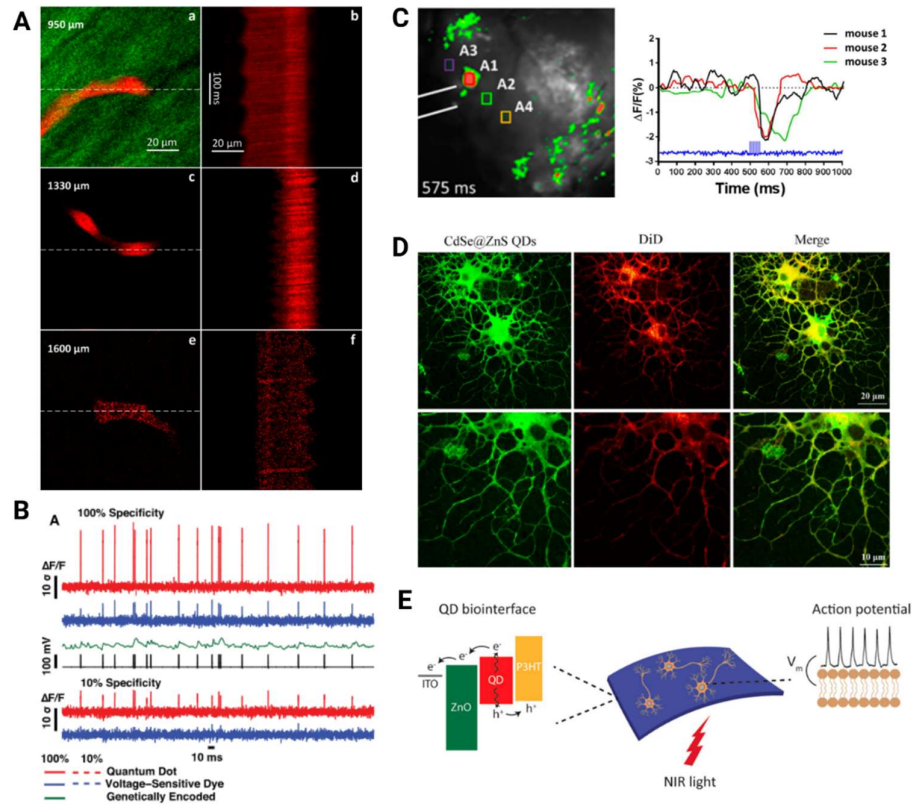 A
950 µm
a
20 µm
b
100 ms
20 µm
1330 µm
c
d
1600 µm
e
f
B
A
100% Specificity
ΔF/F
10 σ
100 mV
10% Specificity
ΔF/F
10 σ
10 ms
100% 10%
Quantum Dot
Voltage–Sensitive Dye
Genetically Encoded
C
A3
A1
A2
A4
575 ms
mouse 1
mouse 2
mouse 3
ΔF/F(%)
2
1
0
-1
-2
-3
0 100 200 300 400 500 600 700 800 900 1000
Time (ms)
D
CdSe@ZnS QDs
DiD
Merge
20 µm
10 µm
E
QD biointerface
e-
e-
e-
ITO
ZnO
QD
P3HT
h+
h+
NIR light
Action potential
Vm